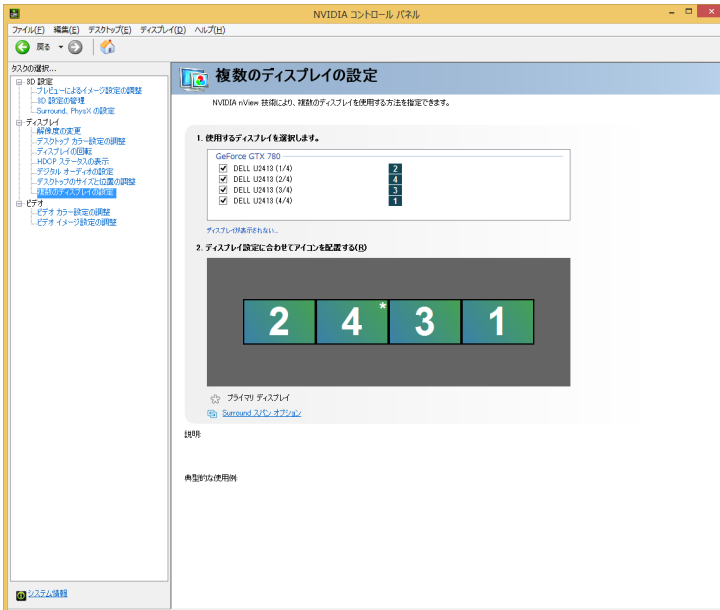 NVIDIA コントロール パネル
ファイル(F) 編集(E) デスクトップ(E) ディスプレイ(D) ヘルプ(H)
戻る
タスクの選択...
3D 設定
プレビューによるイメージ設定の調整
3D 設定の管理
Surround、PhysX の設定
ディスプレイ
解像度の変更
デスクトップ カラー設定の調整
ディスプレイの回転
HDCP ステータスの表示
デジタル オーディオの設定
デスクトップのサイズと位置の調整
複数のディスプレイの設定
ビデオ
ビデオ カラー設定の調整
ビデオ イメージ設定の調整
システム情報
複数のディスプレイの設定
NVIDIA nView 技術により、複数のディスプレイを使用する方法を指定できます。
1. 使用するディスプレイを選択します。
GeForce GTX 780
DELL U2413 (1/4) 2
DELL U2413 (2/4) 4
DELL U2413 (3/4) 3
DELL U2413 (4/4) 1
ディスプレイが表示されない...
2. ディスプレイ設定に合わせてアイコンを配置する(R)
2 4 * 3 1
プライマリ ディスプレイ
Surround スパン オプション
説明:
典型的な使用例: